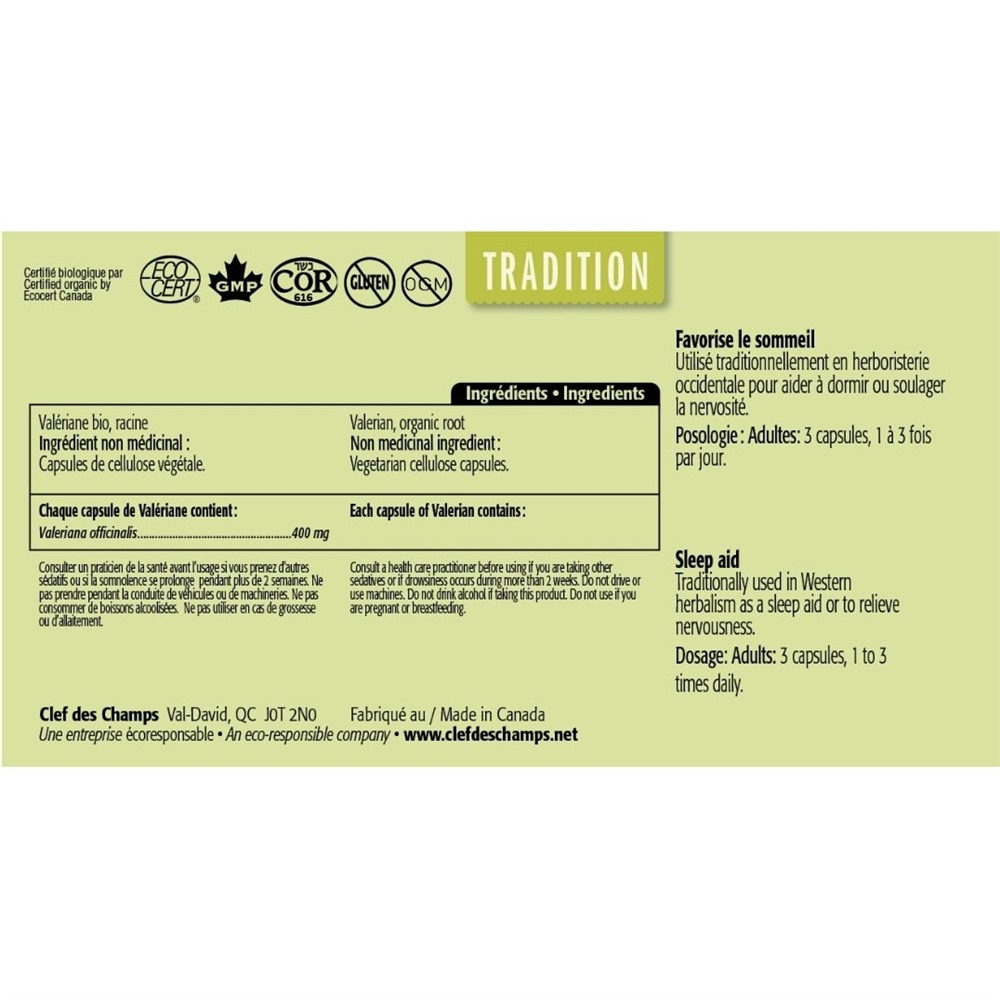 Certifié biologique par
Certified organic by
Ecocert Canada
ECO
CERT
®
GMP
כשר
COR
616
GLUTEN
OGM
TRADITION
Ingrédients • Ingredients
Valériane bio, racine
Ingrédient non médicinal :
Capsules de cellulose végétale.
Valerian, organic root
Non medicinal ingredient :
Vegetarian cellulose capsules.
Chaque capsule de Valériane contient :
Each capsule of Valerian contains :
Valeriana officinalis....................................................400 mg
Consulter un praticien de la santé avant l'usage si vous prenez d'autres
sédatifs ou si la somnolence se prolonge pendant plus de 2 semaines. Ne
pas prendre pendant la conduite de véhicules ou de machineries. Ne pas
consommer de boissons alcoolisées. Ne pas utiliser en cas de grossesse
ou d'allaitement.
Consult a health care practitioner before using if you are taking other
sedatives or if drowsiness occurs during more than 2 weeks. Do not drive or
use machines. Do not drink alcohol if taking this product. Do not use if you
are pregnant or breastfeeding.
Clef des Champs Val-David, QC J0T 2N0 Fabriqué au / Made in Canada
Une entreprise écoresponsable • An eco-responsible company • www.clefdeschamps.net
Favorise le sommeil
Utilisé traditionnellement en herboristerie
occidentale pour aider à dormir ou soulager
la nervosité.
Posologie : Adultes: 3 capsules, 1 à 3 fois
par jour.
Sleep aid
Traditionally used in Western
herbalism as a sleep aid or to relieve
nervousness.
Dosage: Adults: 3 capsules, 1 to 3
times daily.